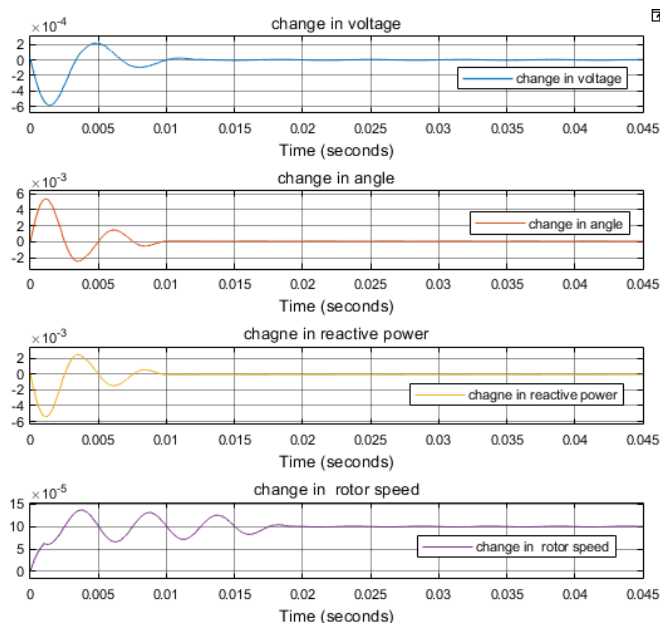 change in voltage
×10-4
2
0
-2
-4
-6
change in voltage
0 0.005 0.01 0.015 0.02 0.025 0.03 0.035 0.04 0.045
Time (seconds)
change in angle
×10-3
6
4
2
0
-2
change in angle
0 0.005 0.01 0.015 0.02 0.025 0.03 0.035 0.04 0.045
Time (seconds)
chagne in reactive power
×10-3
2
0
-2
-4
-6
chagne in reactive power
0 0.005 0.01 0.015 0.02 0.025 0.03 0.035 0.04 0.045
Time (seconds)
change in  rotor speed
×10-5
15
10
5
0
change in  rotor speed
0 0.005 0.01 0.015 0.02 0.025 0.03 0.035 0.04 0.045
Time (seconds)